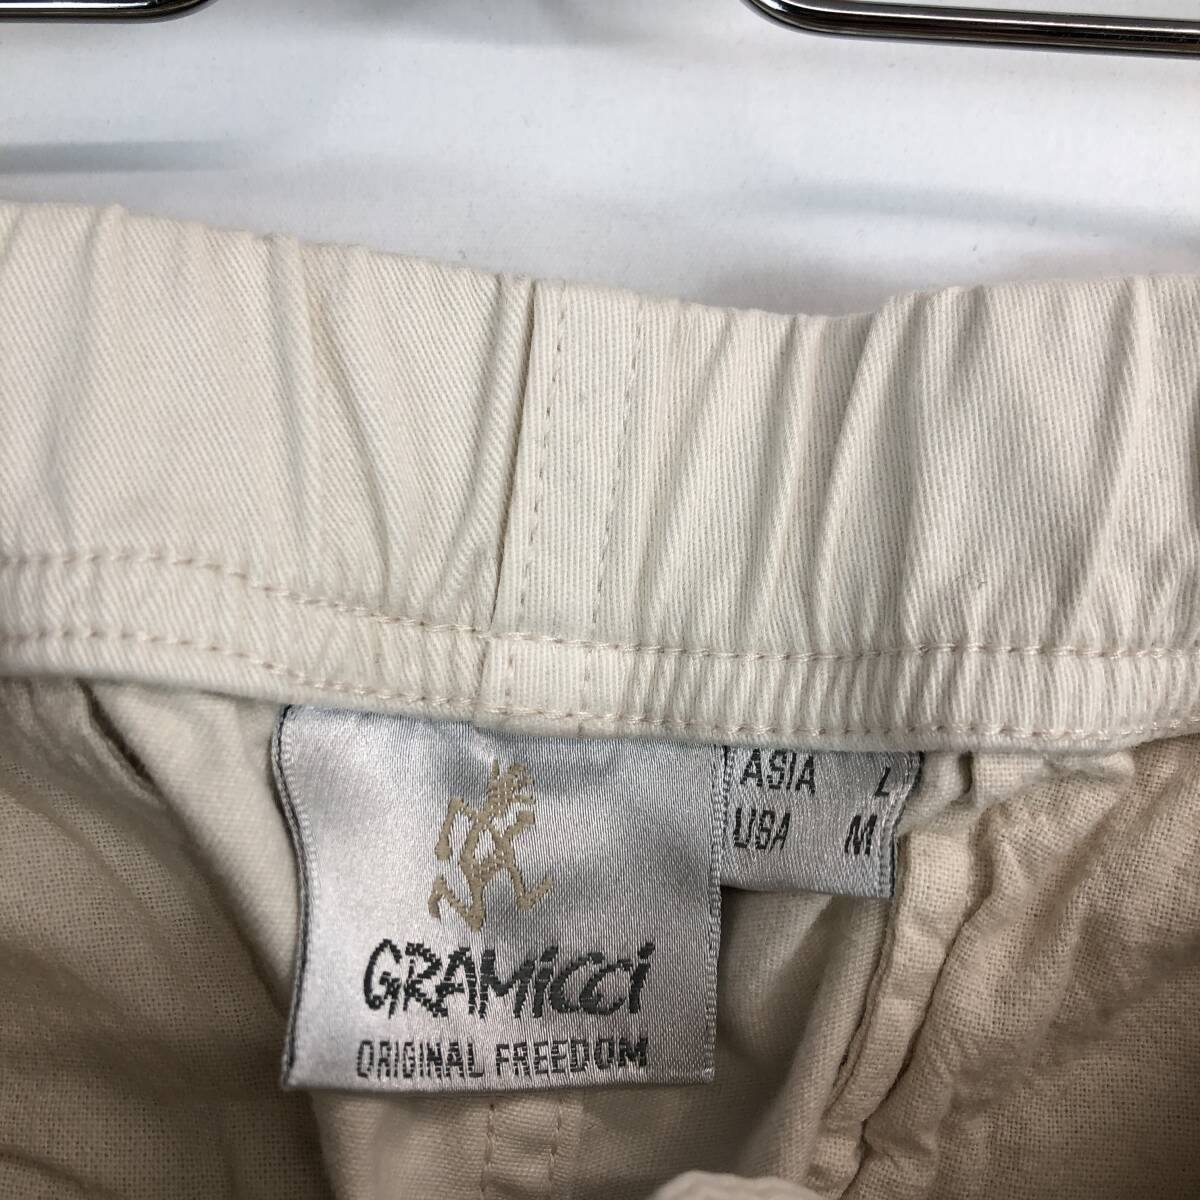 GRAMiCCi
ORIGINAL FREEDOM
ASIA L
USA M